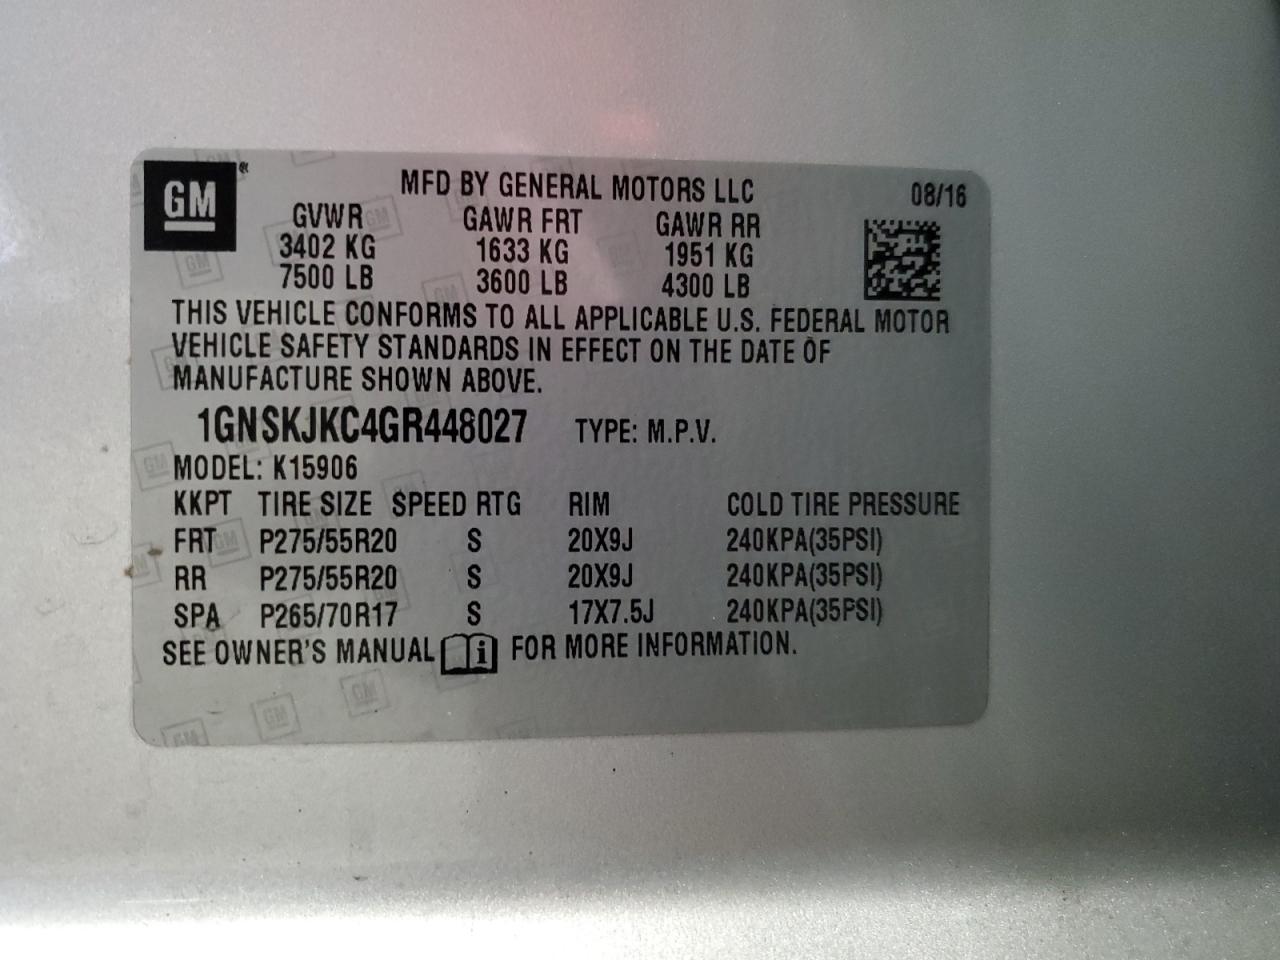 GM®
MFD BY GENERAL MOTORS LLC 08/16
GVWR GAWR FRT GAWR RR
3402 KG 1633 KG 1951 KG
7500 LB 3600 LB 4300 LB
THIS VEHICLE CONFORMS TO ALL APPLICABLE U.S. FEDERAL MOTOR
VEHICLE SAFETY STANDARDS IN EFFECT ON THE DATE OF
MANUFACTURE SHOWN ABOVE.
1GNSKJKC4GR448027 TYPE: M.P.V.
MODEL: K15906
KKPT TIRE SIZE SPEED RTG RIM COLD TIRE PRESSURE
FRT P275/55R20 S 20X9J 240KPA(35PSI)
RR P275/55R20 S 20X9J 240KPA(35PSI)
SPA P265/70R17 S 17X7.5J 240KPA(35PSI)
SEE OWNER'S MANUAL i FOR MORE INFORMATION.